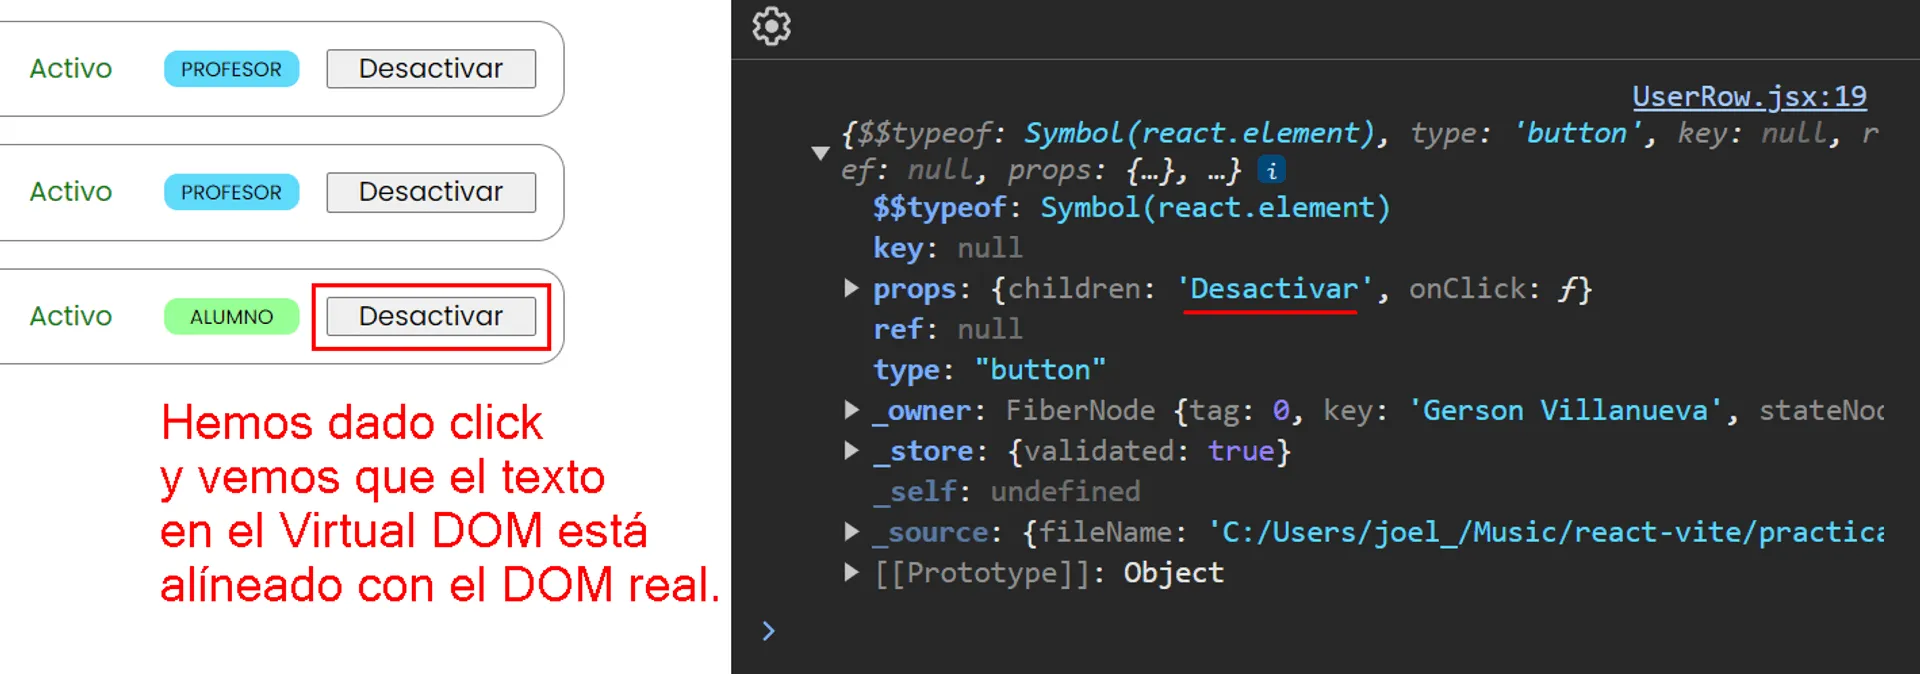 Activo PROFESOR Desactivar
Activo PROFESOR Desactivar
Activo ALUMNO Desactivar
Hemos dado click
y vemos que el texto
en el Virtual DOM está
alíneado con el DOM real.
UserRow.jsx:19
{$$typeof: Symbol(react.element), type: 'button', key: null, r
ef: null, props: {…}, …} i
$$typeof: Symbol(react.element)
key: null
props: {children: 'Desactivar', onClick: ƒ}
ref: null
type: "button"
_owner: FiberNode {tag: 0, key: 'Gerson Villanueva', stateNod
_store: {validated: true}
_self: undefined
_source: {fileName: 'C:/Users/joel_/Music/react-vite/practica
[[Prototype]]: Object